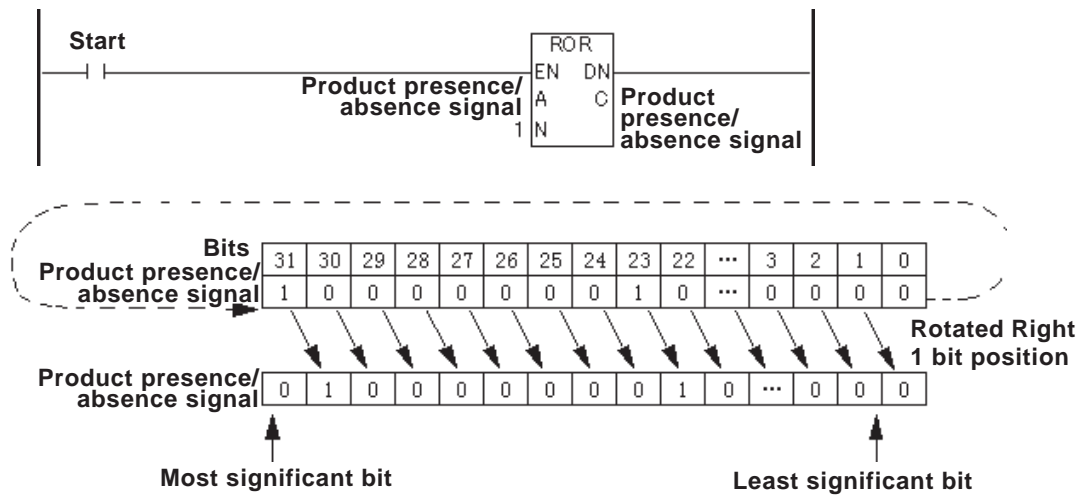 Start
ROR
EN DN
Product presence/
absence signal
A C
Product
presence/
absence signal
1 N
Bits 31 30 29 28 27 26 25 24 23 22 ... 3 2 1 0
Product presence/
absence signal 1 0 0 0 0 0 0 0 1 0 ... 0 0 0 0
Rotated Right
1 bit position
Product presence/
absence signal 0 1 0 0 0 0 0 0 0 1 0 ... 0 0 0
Most significant bit
Least significant bit